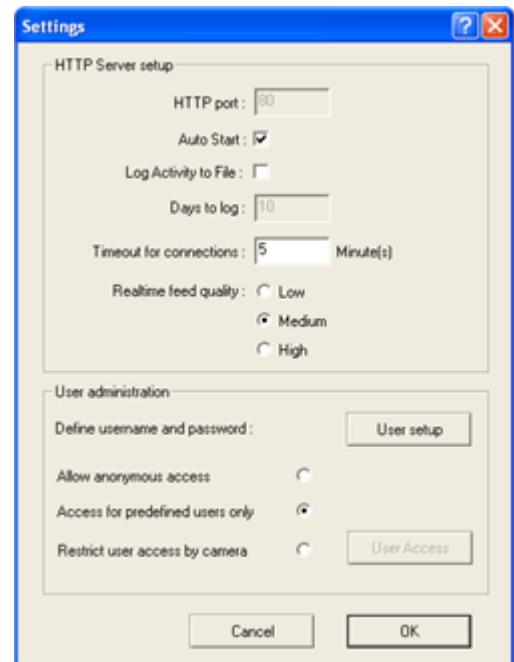 Settings
HTTP Server setup
HTTP port : 80
Auto Start :
Log Activity to File :
Days to log : 10
Timeout for connections : 5 Minute(s)
Realtime feed quality : Low
Medium
High
User administration
Define username and password : User setup
Allow anonymous access
Access for predefined users only
Restrict user access by camera User Access
Cancel OK